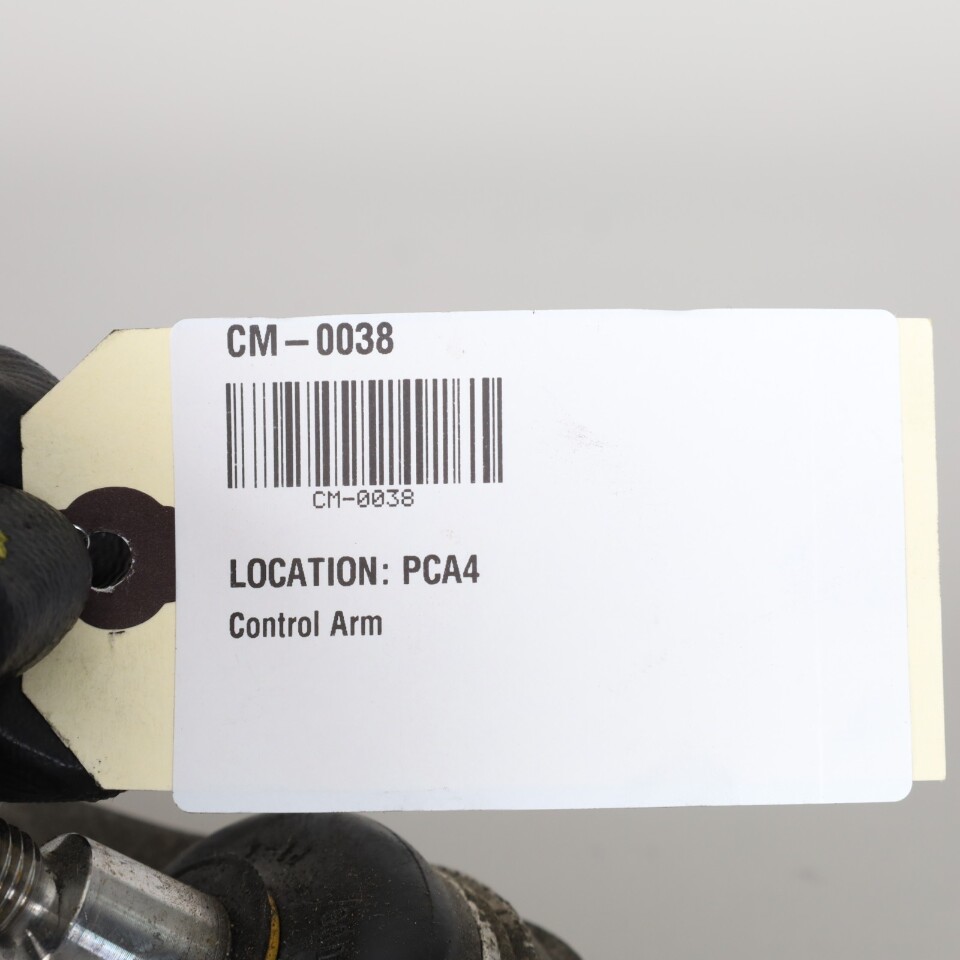 CM-0038
CM-0038
LOCATION: PCA4
Control Arm